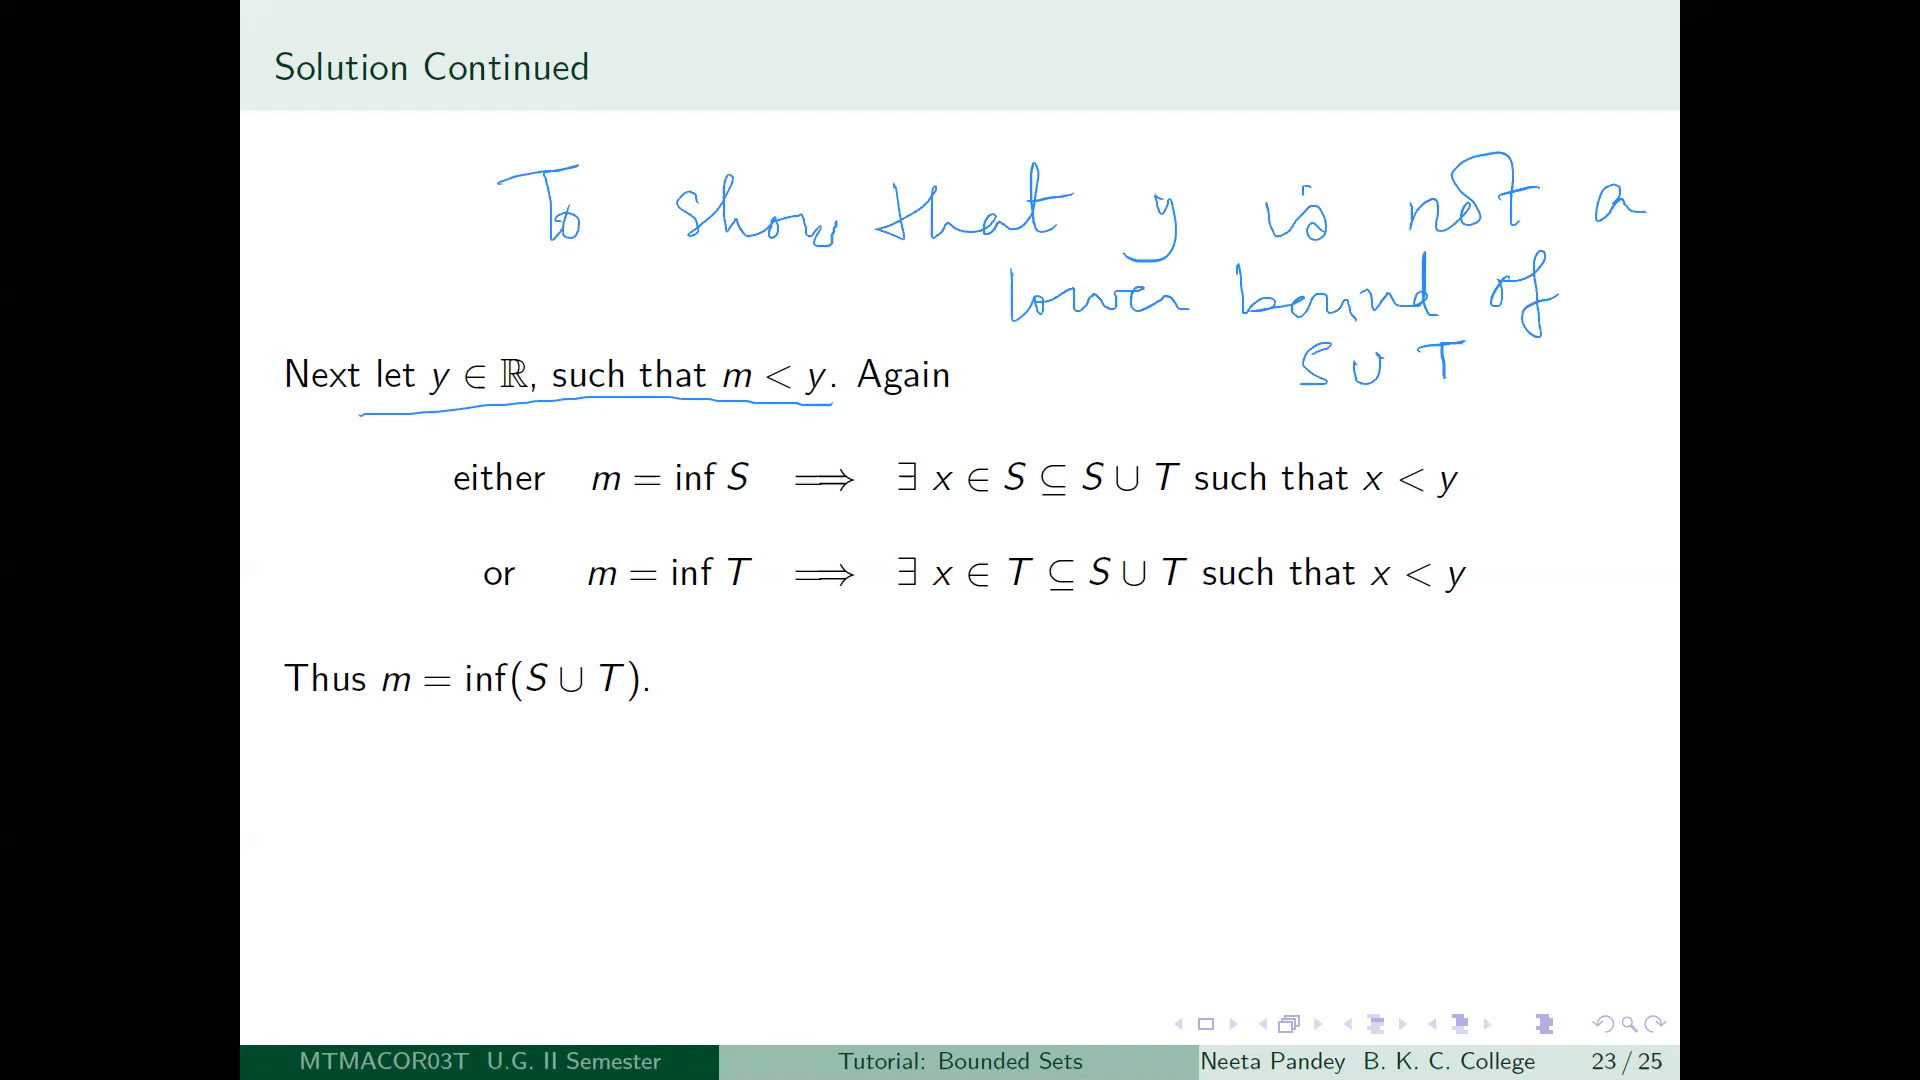 Solution Continued
To show that y is not a
lower bound of
S ∪ T
Next let y ∈ ℝ, such that m < y. Again
either m = inf S ⟹ ∃ x ∈ S ⊆ S ∪ T such that x < y
or m = inf T ⟹ ∃ x ∈ T ⊆ S ∪ T such that x < y
Thus m = inf(S ∪ T).
MTMACOR03T U.G. II Semester Tutorial: Bounded Sets Neeta Pandey B. K. C. College 23 / 25